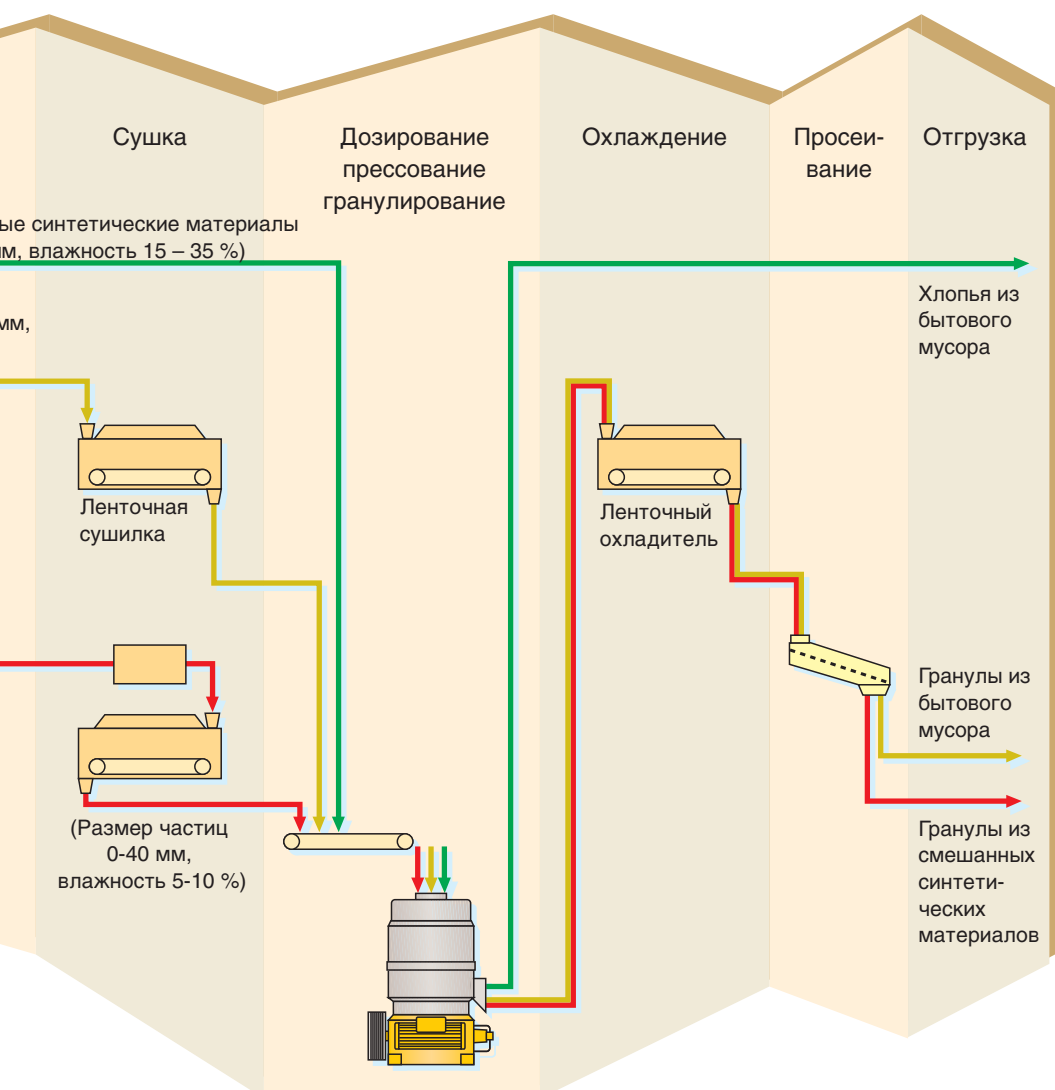 Сушка
Дозирование
прессование
гранулирование
Охлаждение
Просеи-
вание
Отгрузка
ые синтетические материалы
мм, влажность 15 – 35 %)
мм,
Хлопья из
бытового
мусора
Ленточная
сушилка
Ленточный
охладитель
Гранулы из
бытового
мусора
(Размер частиц
0-40 мм,
влажность 5-10 %)
Гранулы из
смешанных
синтети-
ческих
материалов